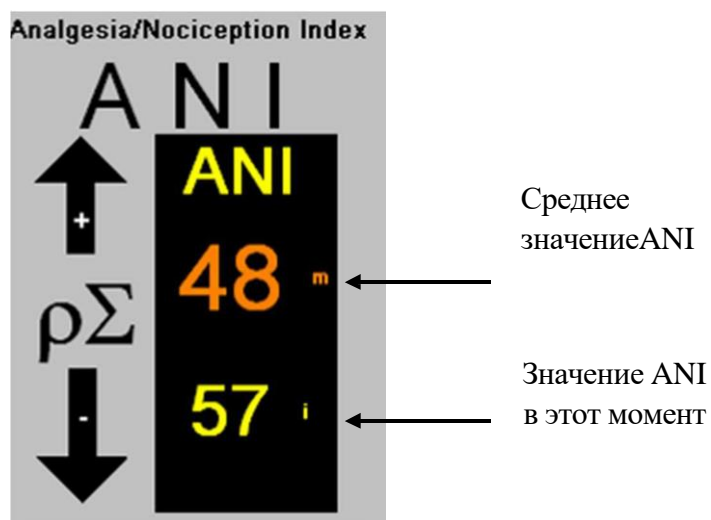 Analgesia/Nociception Index
A N I
ANI
+
48 m
Среднее
значениеANI
ρΣ
57 i
Значение ANI
в этот момент
-